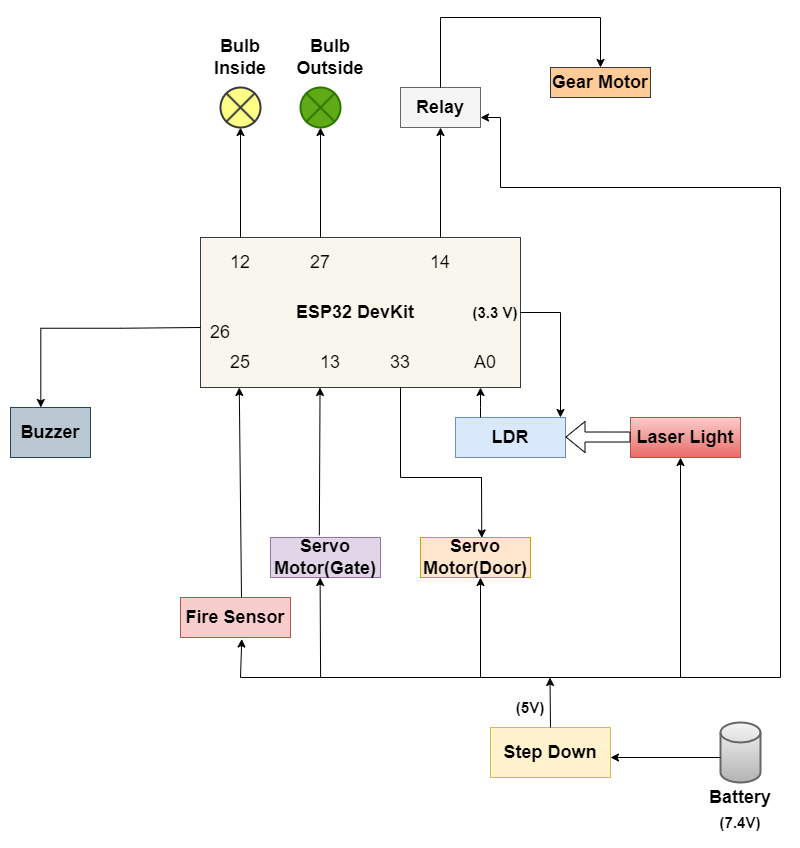 Bulb
Inside
Bulb
Outside
Relay
Gear Motor
12
27
14
ESP32 DevKit
(3.3 V)
26
25
13
33
A0
Buzzer
LDR
Laser Light
Servo
Motor(Gate)
Servo
Motor(Door)
Fire Sensor
(5V)
Step Down
Battery
(7.4V)